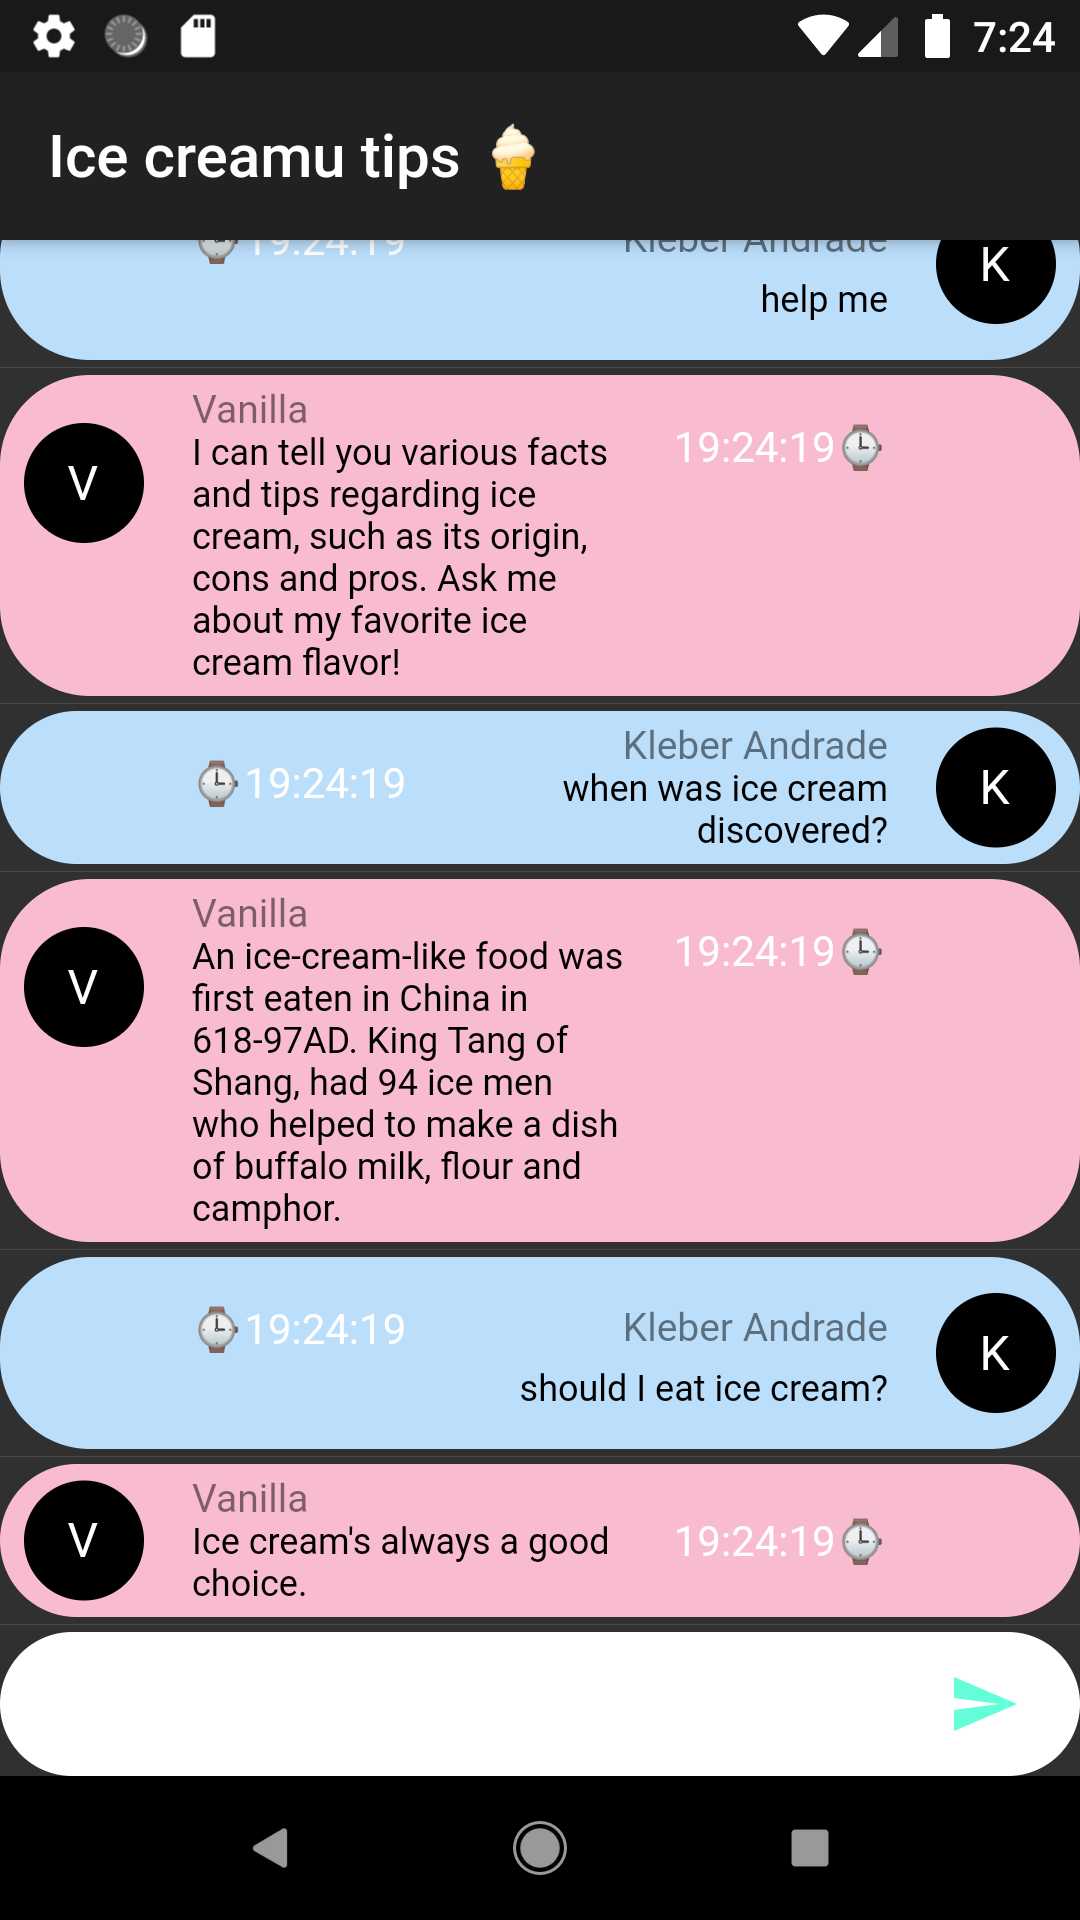 7:24
Ice creamu tips 🍦
⌚19:24:19 Kleber Andrade
K
help me
Vanilla
V
19:24:19⌚
I can tell you various facts
and tips regarding ice
cream, such as its origin,
cons and pros. Ask me
about my favorite ice
cream flavor!
Kleber Andrade
⌚19:24:19
K
when was ice cream
discovered?
Vanilla
V
19:24:19⌚
An ice-cream-like food was
first eaten in China in
618-97AD. King Tang of
Shang, had 94 ice men
who helped to make a dish
of buffalo milk, flour and
camphor.
⌚19:24:19 Kleber Andrade
K
should I eat ice cream?
Vanilla
V
19:24:19⌚
Ice cream's always a good
choice.